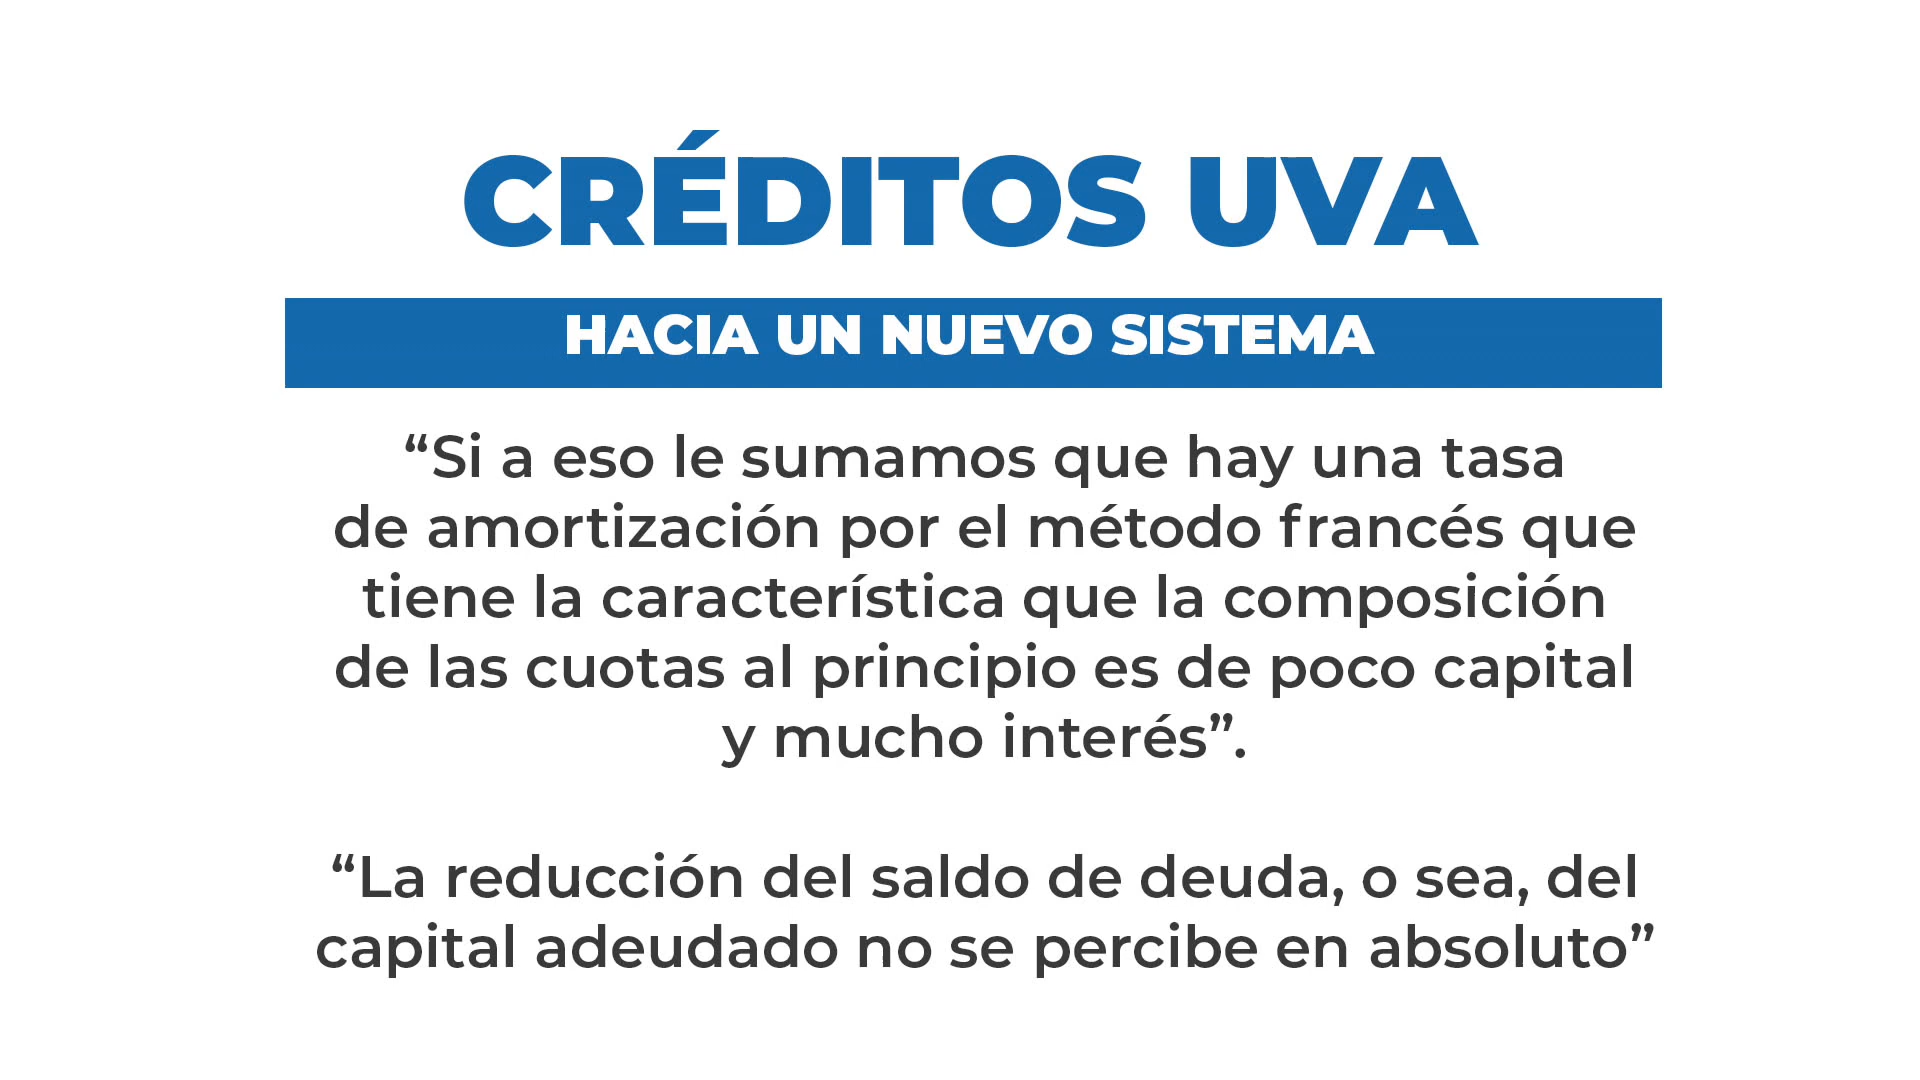 CRÉDITOS UVA
HACIA UN NUEVO SISTEMA
“Si a eso le sumamos que hay una tasa
de amortización por el método francés que
tiene la característica que la composición
de las cuotas al principio es de poco capital
y mucho interés”.
“La reducción del saldo de deuda, o sea, del
capital adeudado no se percibe en absoluto”